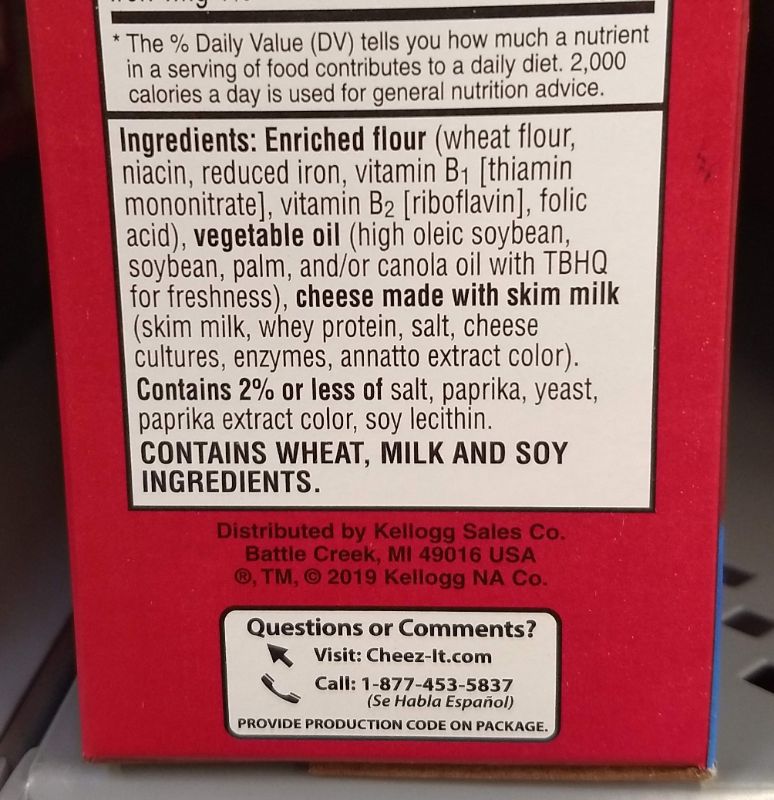 * The % Daily Value (DV) tells you how much a nutrient
in a serving of food contributes to a daily diet. 2,000
calories a day is used for general nutrition advice.
Ingredients: Enriched flour (wheat flour,
niacin, reduced iron, vitamin B1 [thiamin
mononitrate], vitamin B2 [riboflavin], folic
acid), vegetable oil (high oleic soybean,
soybean, palm, and/or canola oil with TBHQ
for freshness), cheese made with skim milk
(skim milk, whey protein, salt, cheese
cultures, enzymes, annatto extract color).
Contains 2% or less of salt, paprika, yeast,
paprika extract color, soy lecithin.
CONTAINS WHEAT, MILK AND SOY
INGREDIENTS.
Distributed by Kellogg Sales Co.
Battle Creek, MI 49016 USA
®, TM, © 2019 Kellogg NA Co.
Questions or Comments?
Visit: Cheez-It.com
Call: 1-877-453-5837
(Se Habla Español)
PROVIDE PRODUCTION CODE ON PACKAGE.